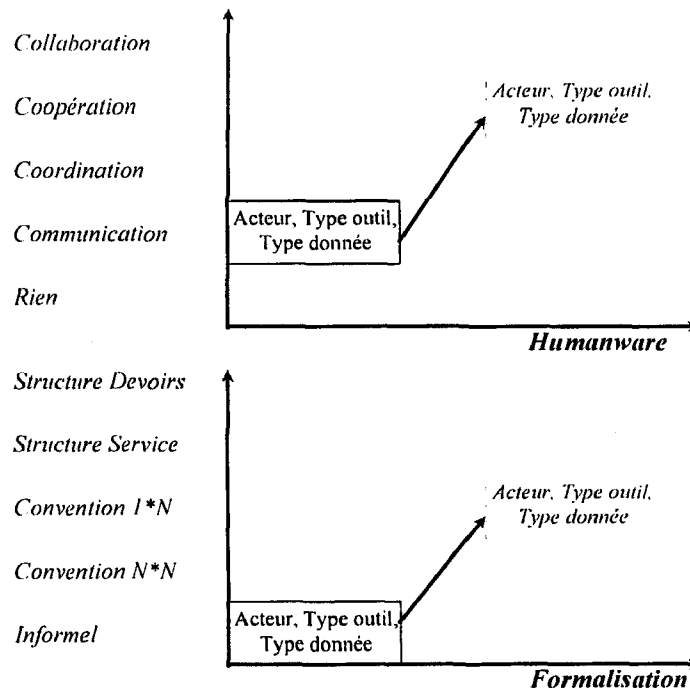 Collaboration
Coopération
Acteur, Type outil,
Type donnée
Coordination
Communication
Acteur, Type outil,
Type donnée
Rien
Humanware
Structure Devoirs
Structure Service
Convention 1*N
Acteur, Type outil,
Type donnée
Convention N*N
Informel
Acteur, Type outil,
Type donnée
Formalisation